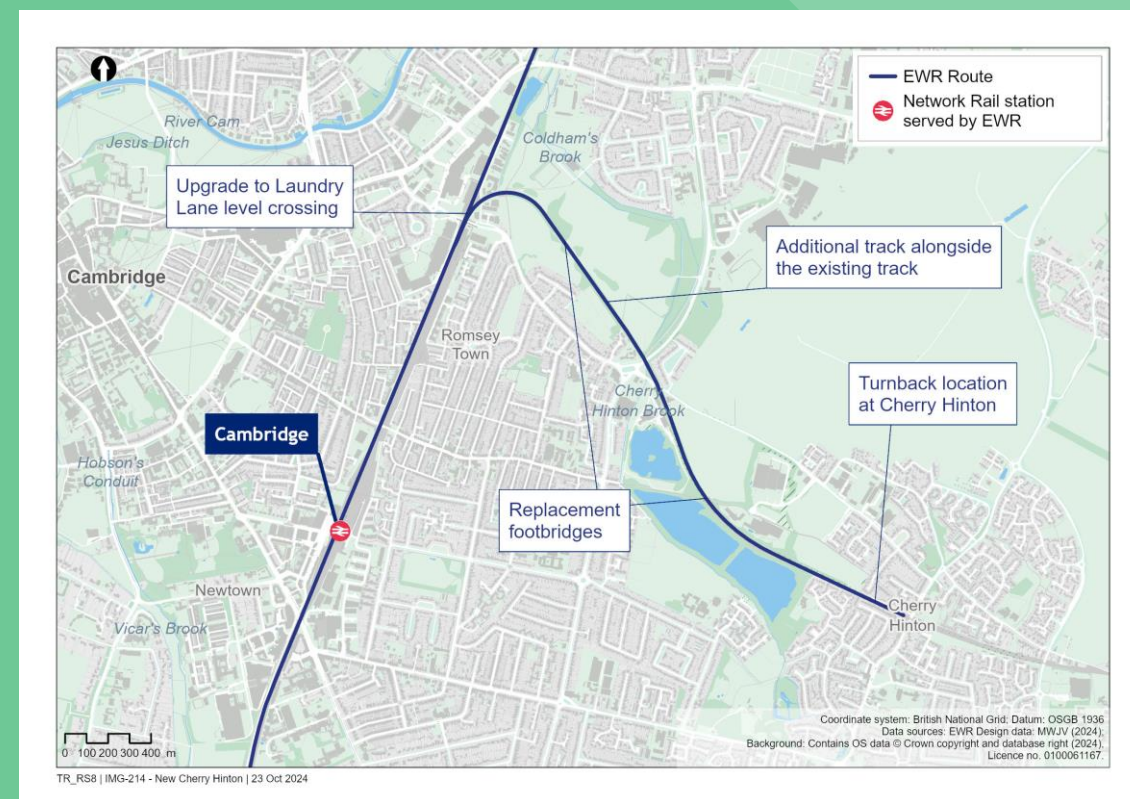 EWR Route
Network Rail station
served by EWR
River Cam
Jesus Ditch
Coldham's
Brook
Upgrade to Laundry
Lane level crossing
Additional track alongside
the existing track
Cambridge
Romsey
Town
Turnback location
at Cherry Hinton
Cherry
Hinton Brook
Cambridge
Hobson's
Conduit
Replacement
footbridges
Newtown
Cherry
Hinton
Vicar's Brook
0 100 200 300 400 m
Coordinate system: British National Grid; Datum: OSGB 1936
Data sources: EWR Design data: MWJV (2024);
Background: Contains OS data © Crown copyright and database right (2024).
Licence no. 0100061167.
TR_RS8 | IMG-214 - New Cherry Hinton | 23 Oct 2024